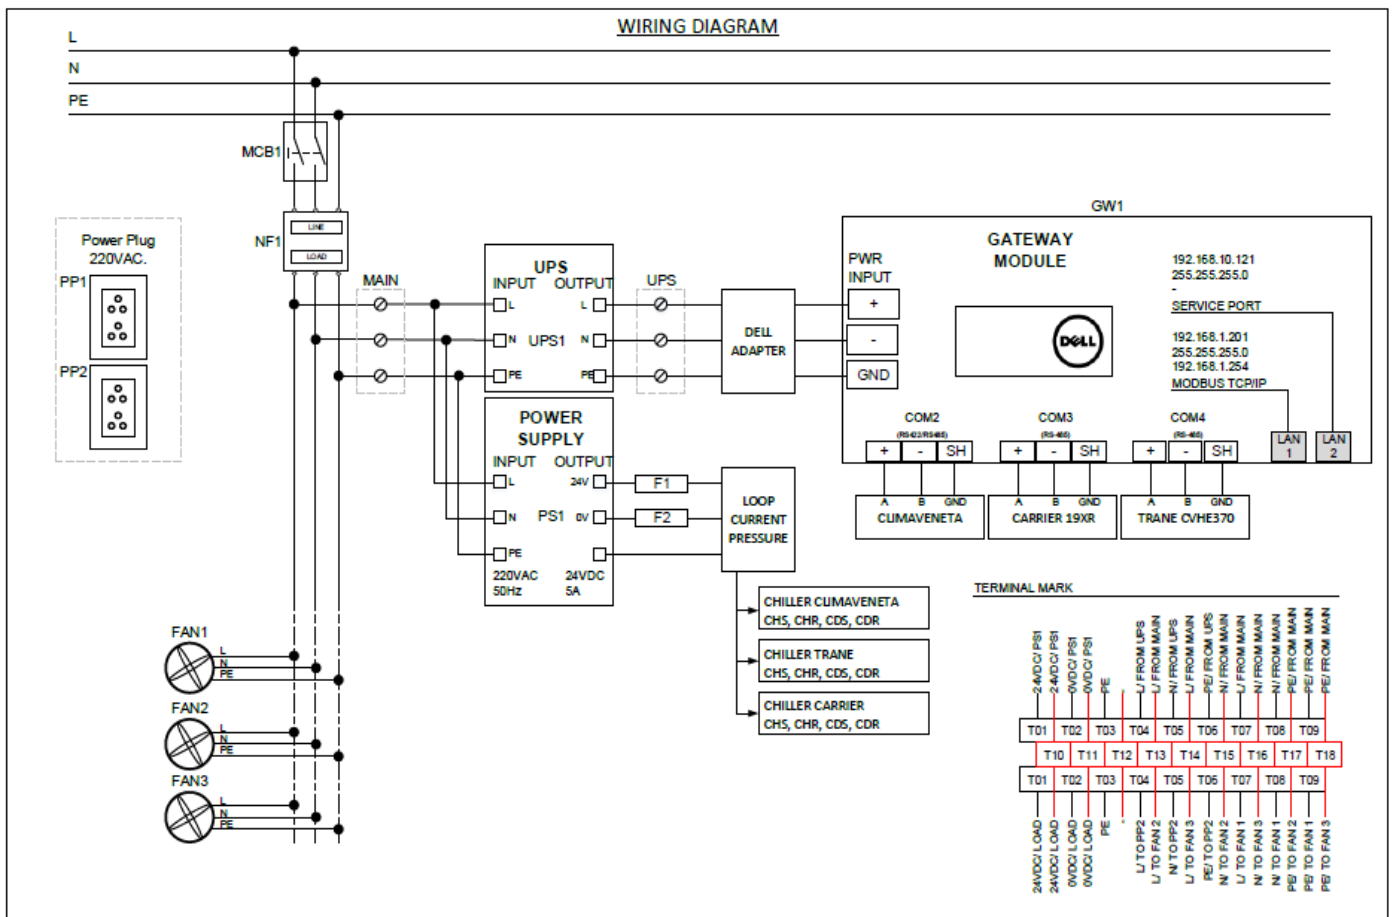 WIRING DIAGRAM
L
N
PE
MCB1
NF1
LINE
LOAD
Power Plug
220VAC.
PP1
PP2
MAIN
UPS
INPUT OUTPUT
L L
N UPS1 N
PE PE
UPS
DELL
ADAPTER
GW1
GATEWAY
MODULE
PWR
INPUT
+
-
GND
DELL
192.168.10.121
255.255.255.0
-
SERVICE PORT
192.168.1.201
255.255.255.0
192.168.1.254
MODBUS TCP/IP
LAN
1
LAN
2
COM2
(RS422/RS485)
+ - SH
COM3
(RS-485)
+ - SH
COM4
(RS-485)
+ - SH
A B GND
CLIMAVENETA
A B GND
CARRIER 19XR
A B GND
TRANE CVHE370
POWER
SUPPLY
INPUT OUTPUT
L 24V
N PS1 0V
PE
220VAC 24VDC
50Hz 5A
F1
F2
LOOP
CURRENT
PRESSURE
CHILLER CLIMAVENETA
CHS, CHR, CDS, CDR
CHILLER TRANE
CHS, CHR, CDS, CDR
CHILLER CARRIER
CHS, CHR, CDS, CDR
FAN1
L
N
PE
FAN2
L
N
PE
FAN3
L
N
PE
TERMINAL MARK
24VDC/ PS1
24VDC/ PS1
0VDC/ PS1
0VDC/ PS1
PE
-
L/ FROM UPS
L/ FROM MAIN
N/ FROM UPS
L/ FROM MAIN
PE/ FROM UPS
N/ FROM MAIN
L/ FROM MAIN
N/ FROM MAIN
N/ FROM MAIN
PE/ FROM MAIN
PE/ FROM MAIN
PE/ FROM MAIN
T01 T02 T03 T04 T05 T06 T07 T08 T09
T10 T11 T12 T13 T14 T15 T16 T17 T18
T01 T02 T03 T04 T05 T06 T07 T08 T09
24VDC/ LOAD
24VDC/ LOAD
0VDC/ LOAD
0VDC/ LOAD
PE
-
L/ TO PP2
L/ TO FAN 2
N/ TO PP2
L/ TO FAN 3
PE/ TO PP2
N/ TO FAN 2
L/ TO FAN 1
N/ TO FAN 3
N/ TO FAN 1
PE/ TO FAN 2
PE/ TO FAN 1
PE/ TO FAN 3